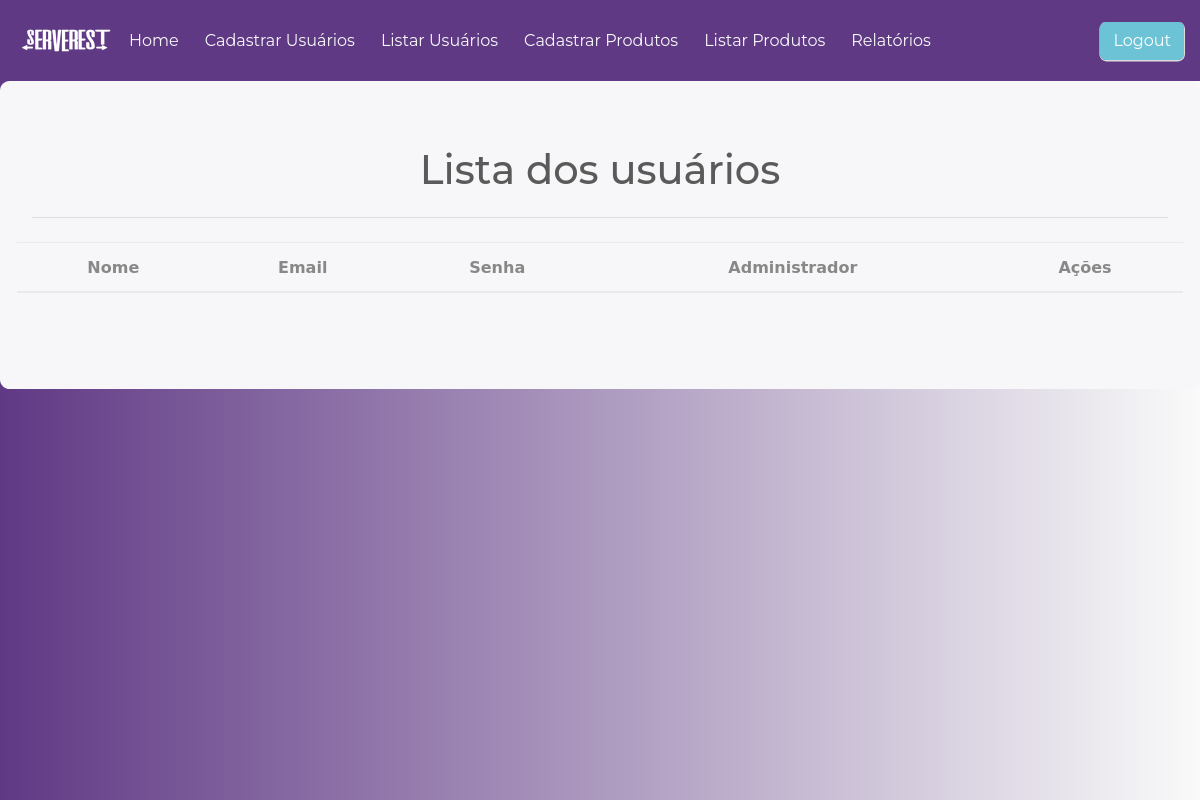 SERVEREST Home Cadastrar Usuários Listar Usuários Cadastrar Produtos Listar Produtos Relatórios Logout
Lista dos usuários
Nome Email Senha Administrador Ações